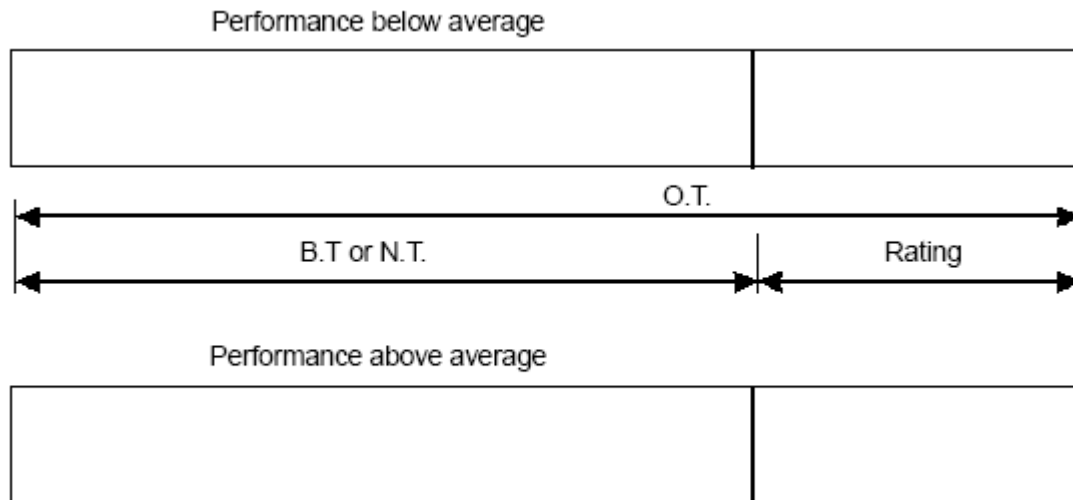 Performance below average
O.T.
B.T or N.T. Rating
Performance above average